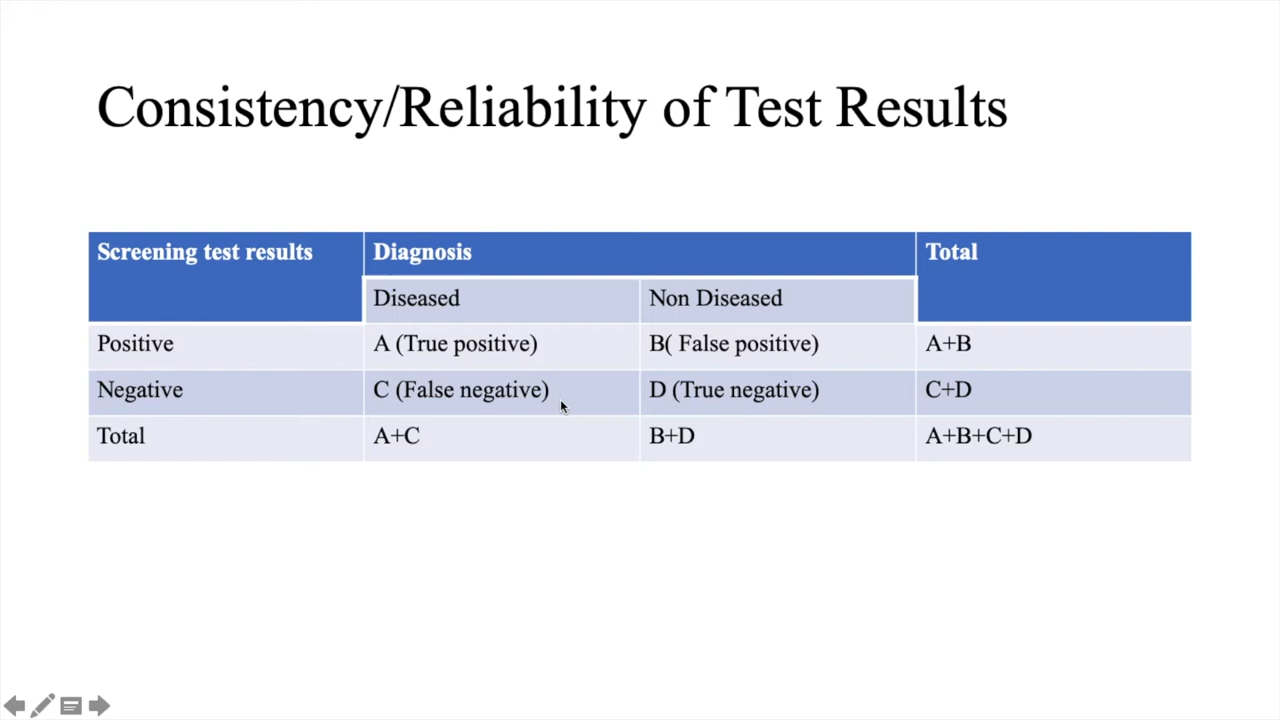 Consistency/Reliability of Test Results
Screening test results Diagnosis Total
Diseased Non Diseased
Positive A (True positive) B( False positive) A+B
Negative C (False negative) D (True negative) C+D
Total A+C B+D A+B+C+D